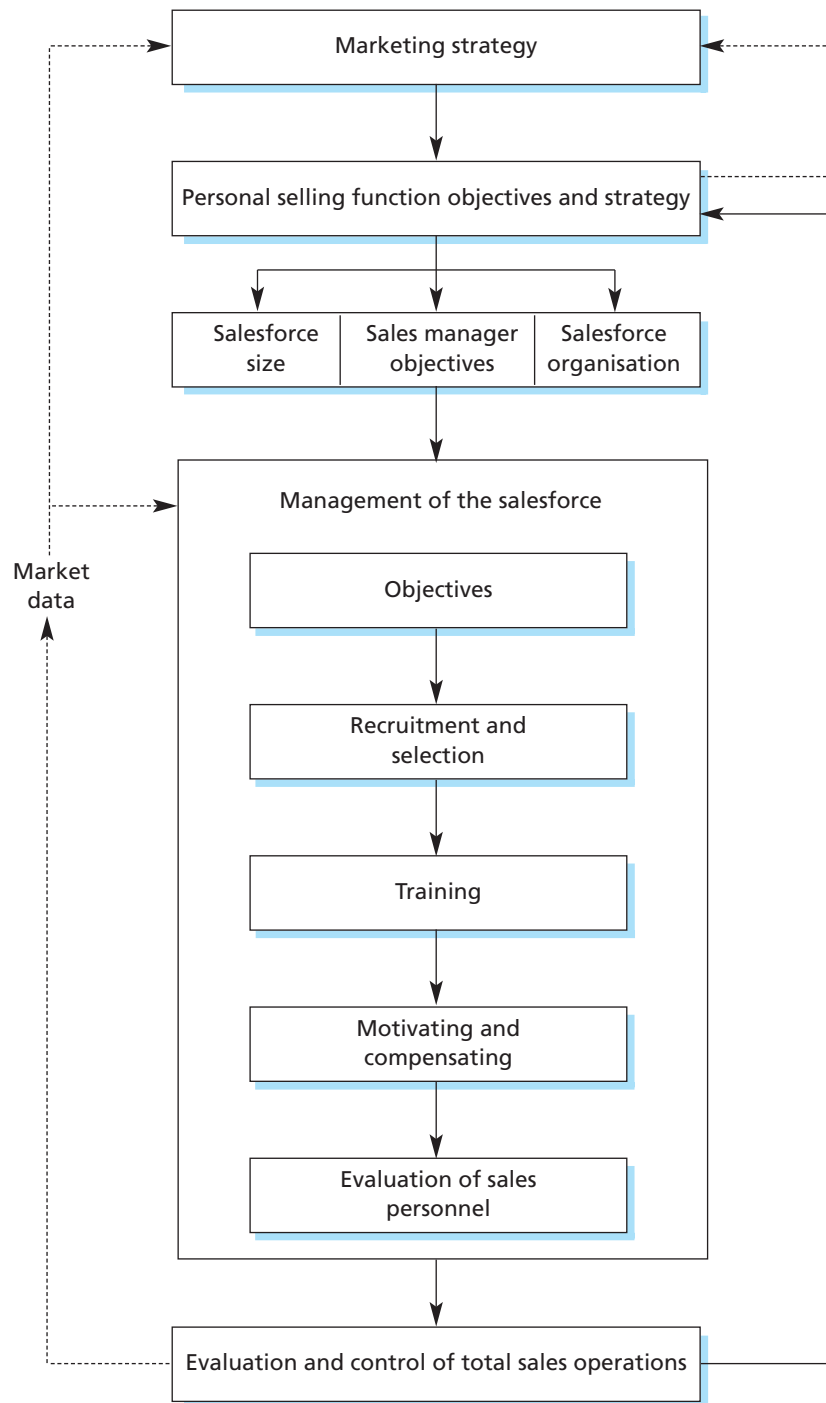 Marketing strategy
Personal selling function objectives and strategy
Salesforce
size
Sales manager
objectives
Salesforce
organisation
Management of the salesforce
Market
data
Objectives
Recruitment and
selection
Training
Motivating and
compensating
Evaluation of sales
personnel
Evaluation and control of total sales operations